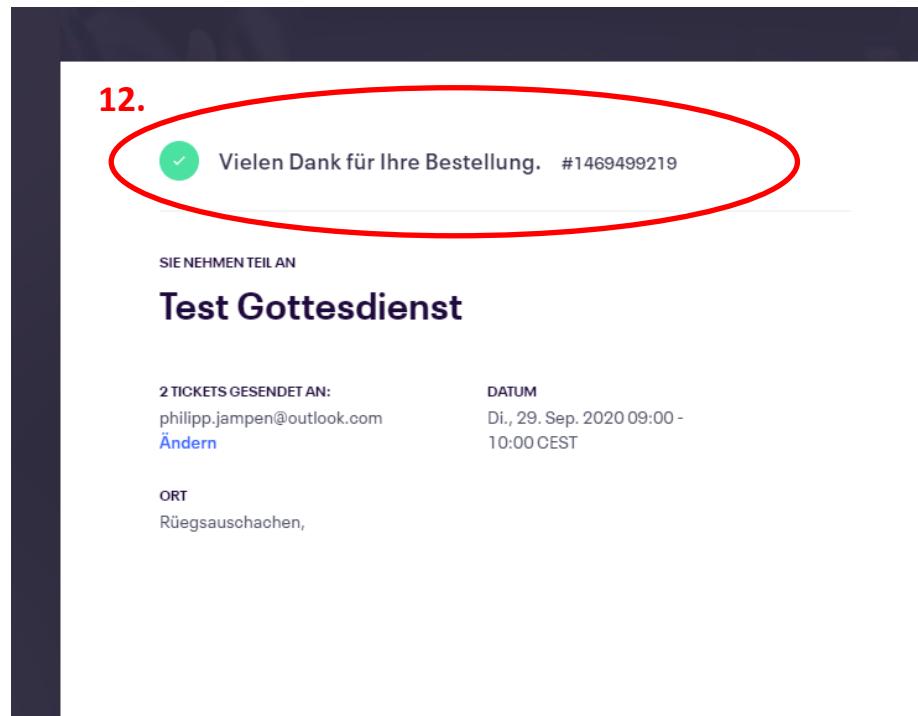 12.
Vielen Dank für Ihre Bestellung. #1469499219
SIE NEHMEN TEIL AN
Test Gottesdienst
2 TICKETS GESENDET AN:
philipp.jampen@outlook.com
Ändern
DATUM
Di., 29. Sep. 2020 09:00 -
10:00 CEST
ORT
Rüegsauschachen,